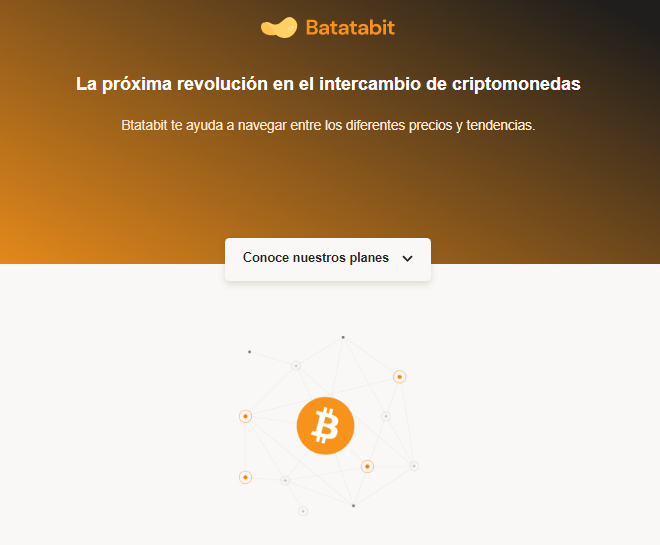 Batatabit
La próxima revolución en el intercambio de criptomonedas
Btatabit te ayuda a navegar entre los diferentes precios y tendencias.
Conoce nuestros planes